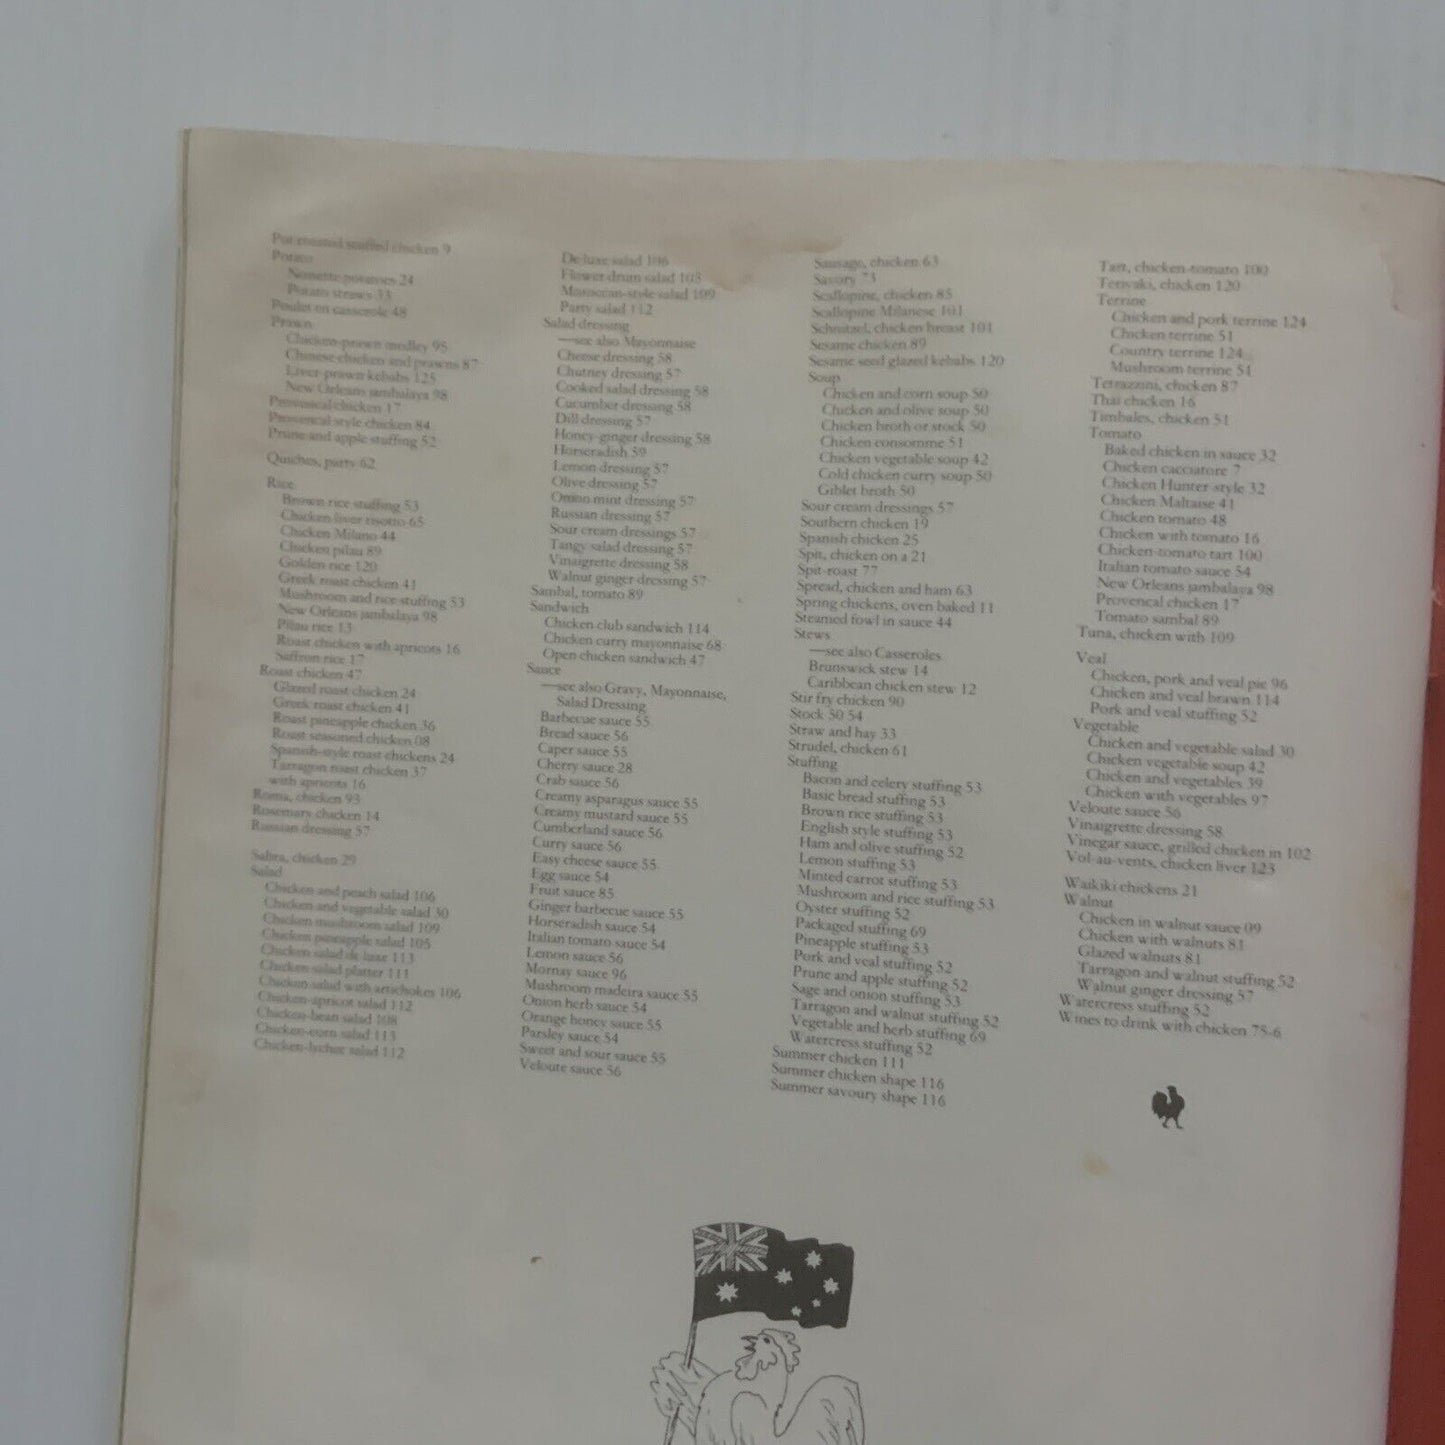 Pot roasted stuffed chicken 9
Potato
Noisette potatoes 24
Potato straws 33
Poulet en casserole 48
Prawn
Chicken-prawn medley 95
Chinese chicken and prawns 87
Liver-prawn kebabs 125
New Orleans jambalaya 98
Provencal chicken 17
Provencal style chicken 84
Prune and apple stuffing 52
Quiches, party 62
Rice
Brown rice stuffing 53
Chicken liver risotto 65
Chicken Milano 44
Chicken pilau 89
Golden rice 120
Greek roast chicken 41
Mushroom and rice stuffing 53
New Orleans jambalaya 98
Pilau rice 13
Roast chicken with apricots 16
Saffron rice 17
Roast chicken 47
Glazed roast chicken 24
Greek roast chicken 41
Roast pineapple chicken 36
Roast seasoned chicken 08
Spanish-style roast chickens 24
Tarragon roast chicken 37
with apricots 16
Roma, chicken 93
Rosemary chicken 14
Russian dressing 57
chicken 29
Salad
Chicken and peach salad 106
Chicken and vegetable salad 30
Chicken mushroom salad 109
Chicken pineapple salad 105
Chicken salad de luxe 113
Chicken salad platter 111
Chicken salad with artichokes 106
Chicken-apricot salad 112
Chicken-bean salad 108
Chicken-corn salad 113
Chicken-lychee salad 112
De luxe salad 106
Flower drum salad 103
Moroccan-style salad 109
Party salad 112
Salad dressing
—see also Mayonnaise
Cheese dressing 58
Chutney dressing 57
Cooked salad dressing 58
Cucumber dressing 58
Dill dressing 57
Honey-ginger dressing 58
Horseradish 59
Lemon dressing 57
Olive dressing 57
Onion mint dressing 57
Russian dressing 57
Sour cream dressings 57
Tangy salad dressing 57
Vinaigrette dressing 58
Walnut ginger dressing 57
Sambal, tomato 89
Sandwich
Chicken club sandwich 114
Chicken curry mayonnaise 68
Open chicken sandwich 47
Sauce
—see also Gravy, Mayonnaise,
Salad Dressing
Barbecue sauce 55
Bread sauce 56
Caper sauce 55
Cherry sauce 28
Crab sauce 56
Creamy asparagus sauce 55
Creamy mustard sauce 55
Cumberland sauce 56
Curry sauce 56
Easy cheese sauce 55
Egg sauce 54
Fruit sauce 85
Ginger barbecue sauce 55
Horseradish sauce 54
Italian tomato sauce 54
Lemon sauce 56
Mornay sauce 96
Mushroom madeira sauce 55
Onion herb sauce 54
Orange honey sauce 55
Parsley sauce 54
Sweet and sour sauce 55
Veloute sauce 56
Sausage, chicken 63
Savory 73
Scallopine, chicken 85
Scallopine Milanese 101
Schnitzel, chicken breast 101
Sesame chicken 89
Sesame seed glazed kebabs 120
Soup
Chicken and corn soup 50
Chicken and olive soup 50
Chicken broth or stock 50
Chicken consomme 51
Chicken vegetable soup 42
Cold chicken curry soup 50
Giblet broth 50
Sour cream dressings 57
Southern chicken 19
Spanish chicken 25
Spit, chicken on a 21
Spit-roast 77
Spread, chicken and ham 63
Spring chickens, oven baked 11
Steamed fowl in sauce 44
Stews
—see also Casseroles
Brunswick stew 14
Caribbean chicken stew 12
Stir fry chicken 90
Stock 50 54
Straw and hay 33
Strudel, chicken 61
Stuffing
Bacon and celery stuffing 53
Basic bread stuffing 53
Brown rice stuffing 53
English style stuffing 53
Ham and olive stuffing 52
Lemon stuffing 53
Minted carrot stuffing 53
Mushroom and rice stuffing 53
Oyster stuffing 52
Packaged stuffing 69
Pineapple stuffing 53
Pork and veal stuffing 52
Prune and apple stuffing 52
Sage and onion stuffing 53
Tarragon and walnut stuffing 52
Vegetable and herb stuffing 69
Watercress stuffing 52
Summer chicken 111
Summer chicken shape 116
Summer savoury shape 116
Tart, chicken-tomato 100
Teriyaki, chicken 120
Terrine
Chicken and pork terrine 124
Chicken terrine 51
Country terrine 124
Mushroom terrine 51
Tetrazzini, chicken 87
Thai chicken 16
Timbales, chicken 51
Tomato
Baked chicken in sauce 32
Chicken cacciatore 7
Chicken Hunter-style 32
Chicken Maltaise 41
Chicken tomato 48
Chicken with tomato 16
Chicken-tomato tart 100
Italian tomato sauce 54
New Orleans jambalaya 98
Provencal chicken 17
Tomato sambal 89
Tuna, chicken with 109
Veal
Chicken, pork and veal pie 96
Chicken and veal brawn 114
Pork and veal stuffing 52
Vegetable
Chicken and vegetable salad 30
Chicken vegetable soup 42
Chicken and vegetables 39
Chicken with vegetables 97
Veloute sauce 56
Vinaigrette dressing 58
Vinegar sauce, grilled chicken in 102
Vol-au-vents, chicken liver 123
Waikiki chickens 21
Walnut
Chicken in walnut sauce 09
Chicken with walnuts 81
Glazed walnuts 81
Tarragon and walnut stuffing 52
Walnut ginger dressing 57
Watercress stuffing 52
Wines to drink with chicken 75-6